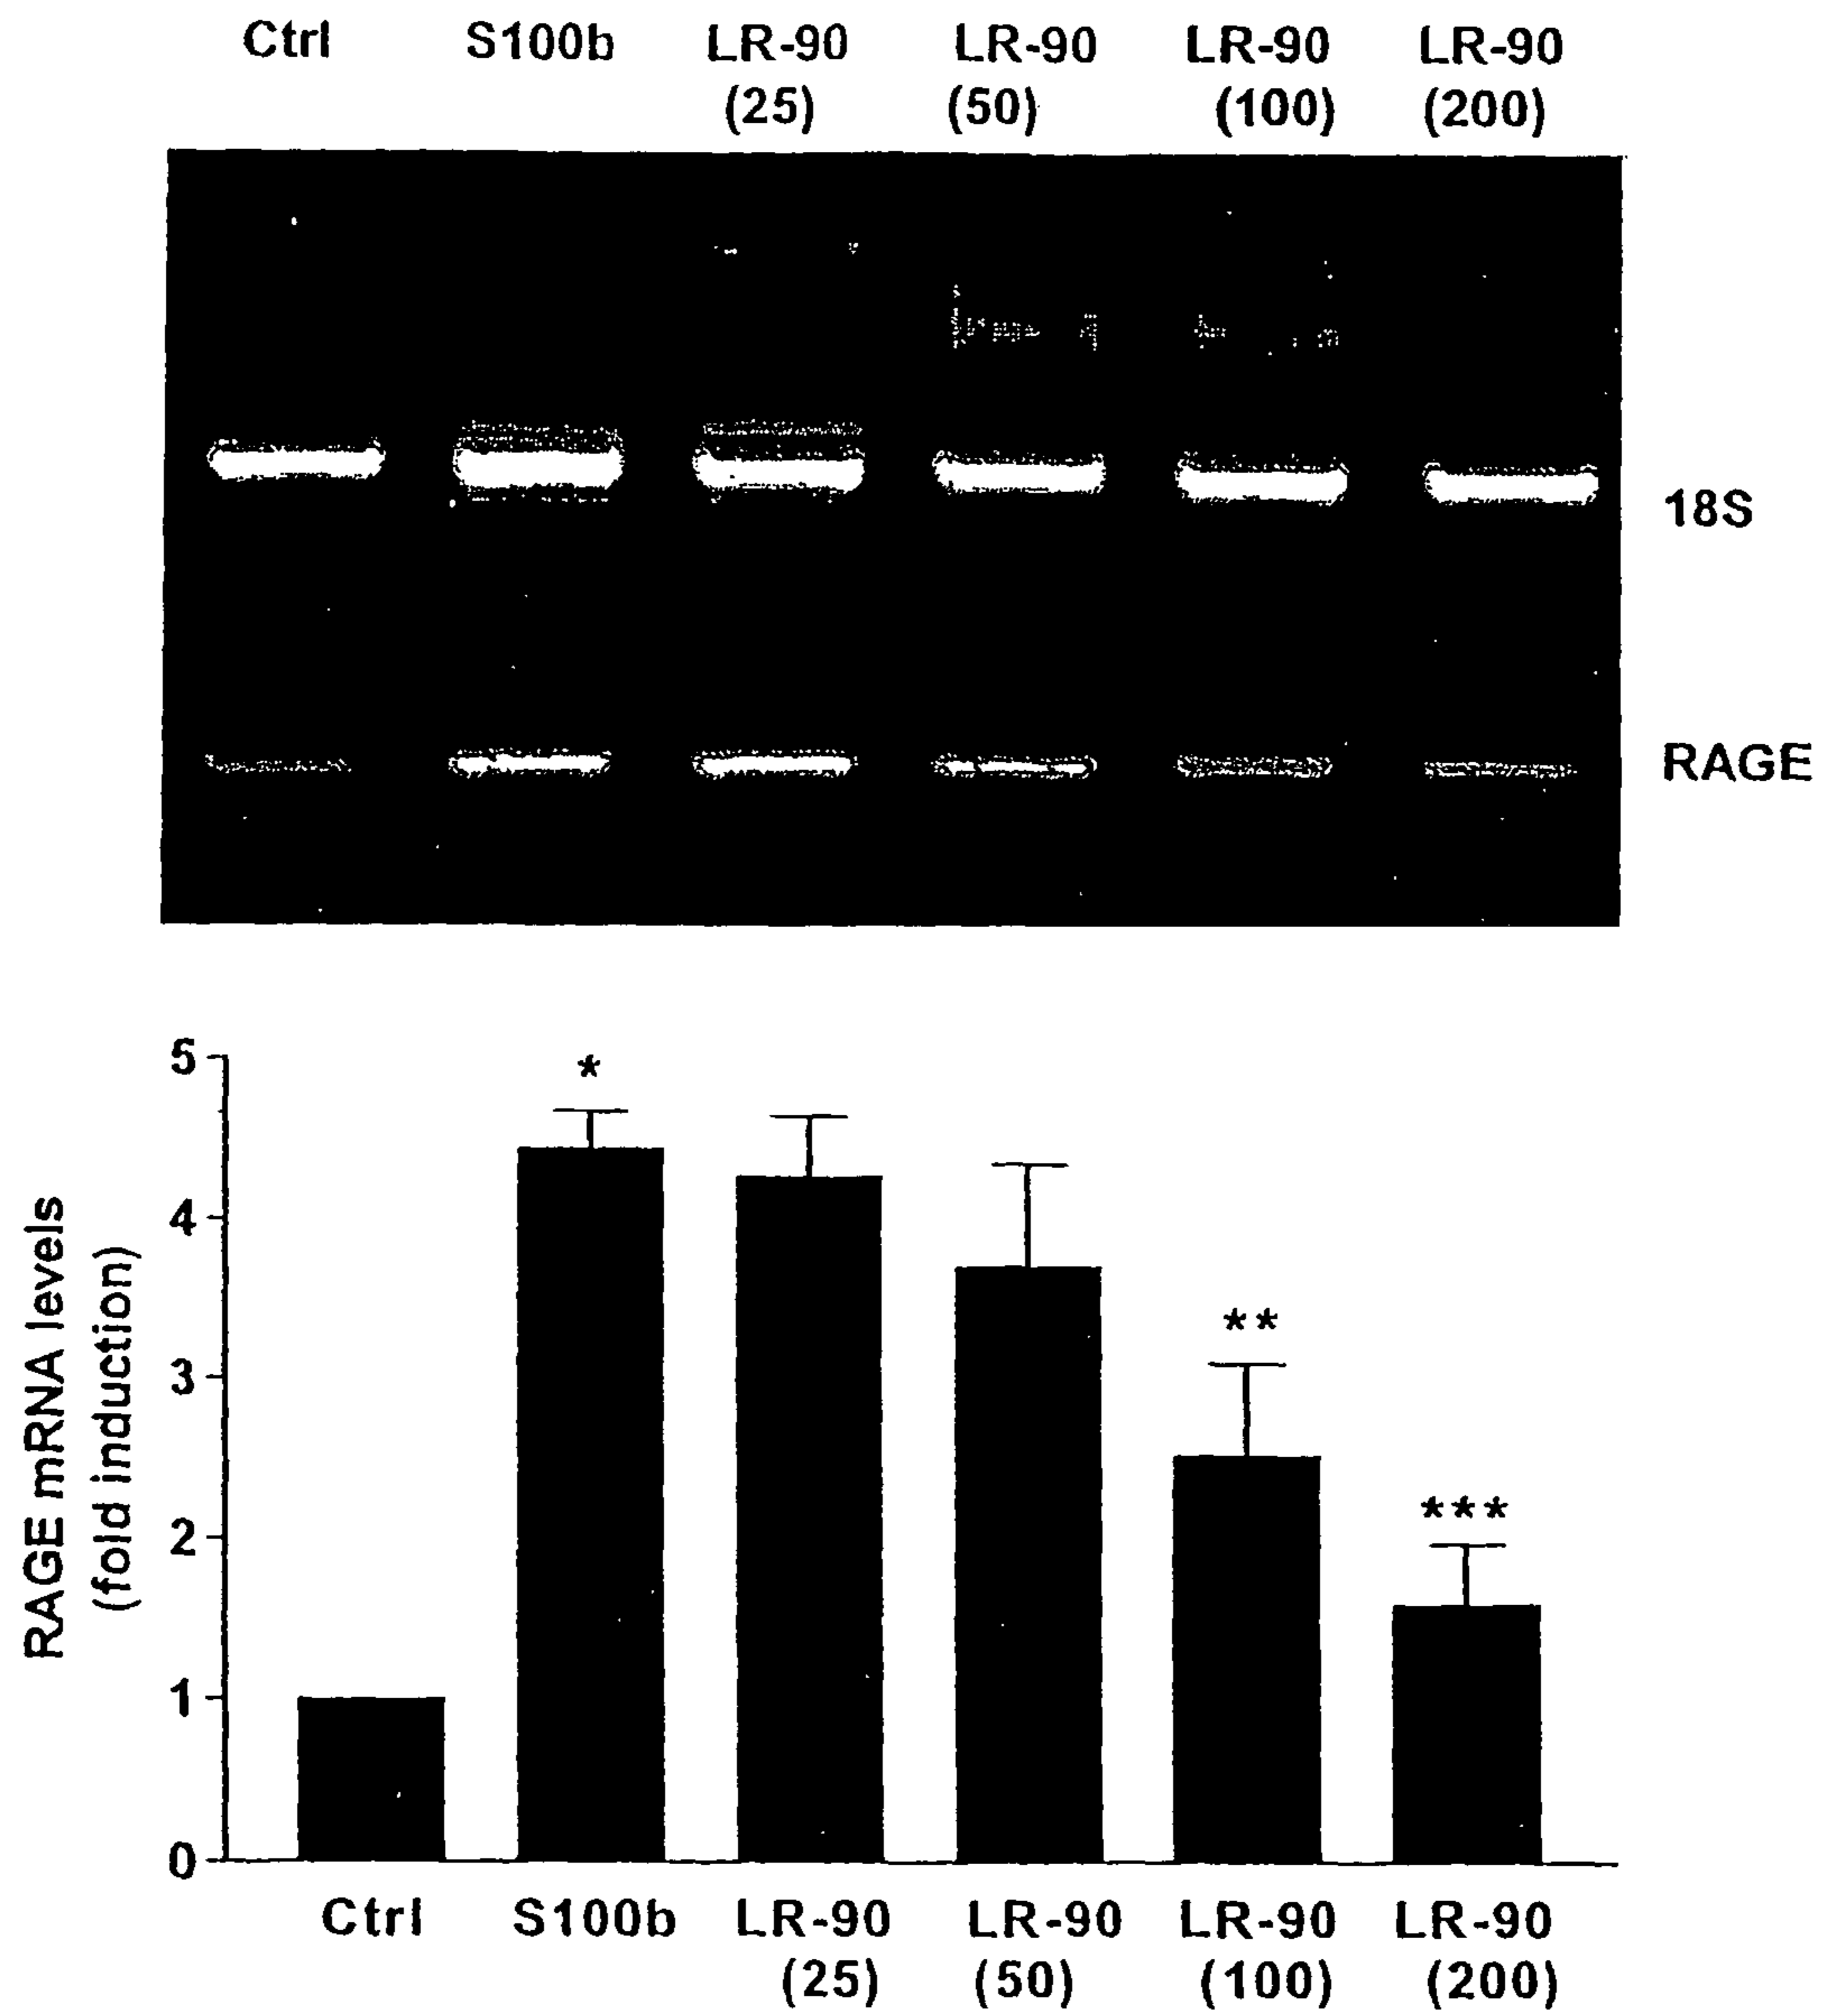 Ctrl S100b LR-90 LR-90 LR-90 LR-90
(25) (50) (100) (200)
18S
RAGE
RAGE mRNA levels
(fold induction)
5
4
3
2
1
0
*
**
***
Ctrl S100b LR-90 LR-90 LR-90 LR-90
(25) (50) (100) (200)